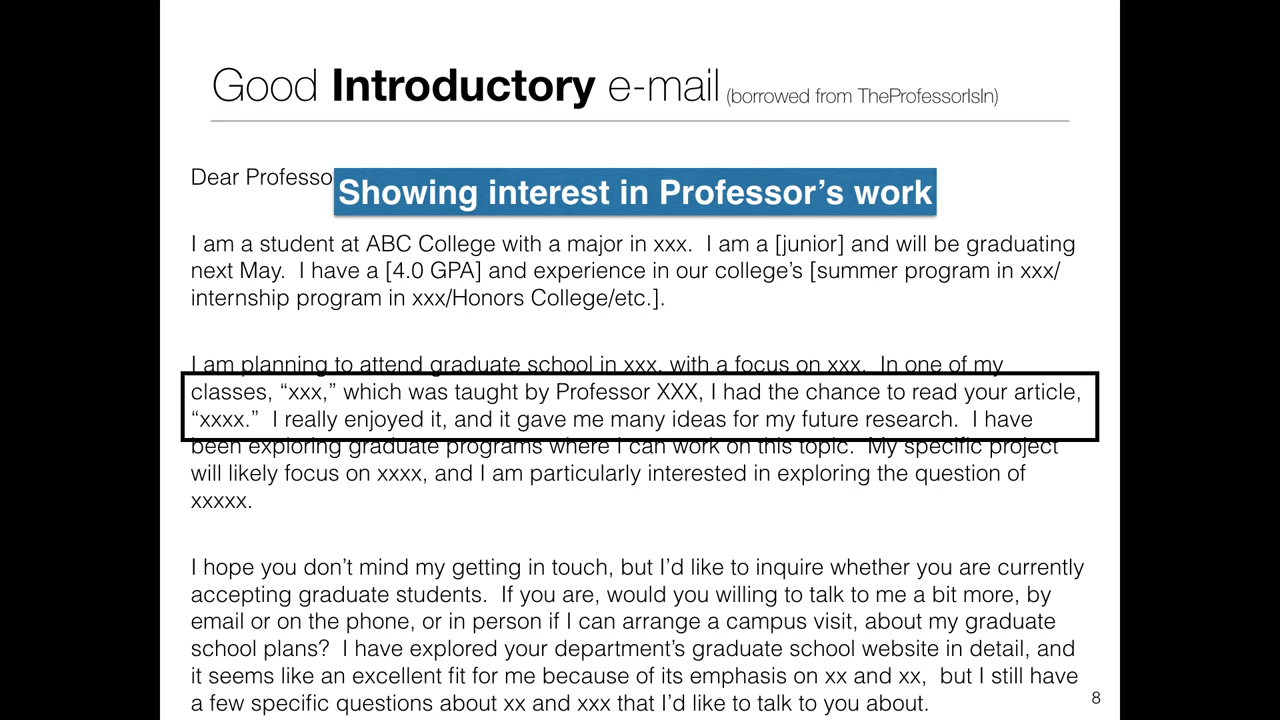 Good Introductory e-mail (borrowed from TheProfessorIsIn)
Dear Professo
Showing interest in Professor’s work
I am a student at ABC College with a major in xxx.  I am a [junior] and will be graduating
next May.  I have a [4.0 GPA] and experience in our college’s [summer program in xxx/
internship program in xxx/Honors College/etc.].
I am planning to attend graduate school in xxx, with a focus on xxx.  In one of my
classes, “xxx,” which was taught by Professor XXX, I had the chance to read your article,
“xxxx.”  I really enjoyed it, and it gave me many ideas for my future research.  I have
been exploring graduate programs where I can work on this topic.  My specific project
will likely focus on xxxx, and I am particularly interested in exploring the question of
xxxxx.
I hope you don’t mind my getting in touch, but I’d like to inquire whether you are currently
accepting graduate students.  If you are, would you willing to talk to me a bit more, by
email or on the phone, or in person if I can arrange a campus visit, about my graduate
school plans?  I have explored your department’s graduate school website in detail, and
it seems like an excellent fit for me because of its emphasis on xx and xx,  but I still have
a few specific questions about xx and xxx that I’d like to talk to you about.
8